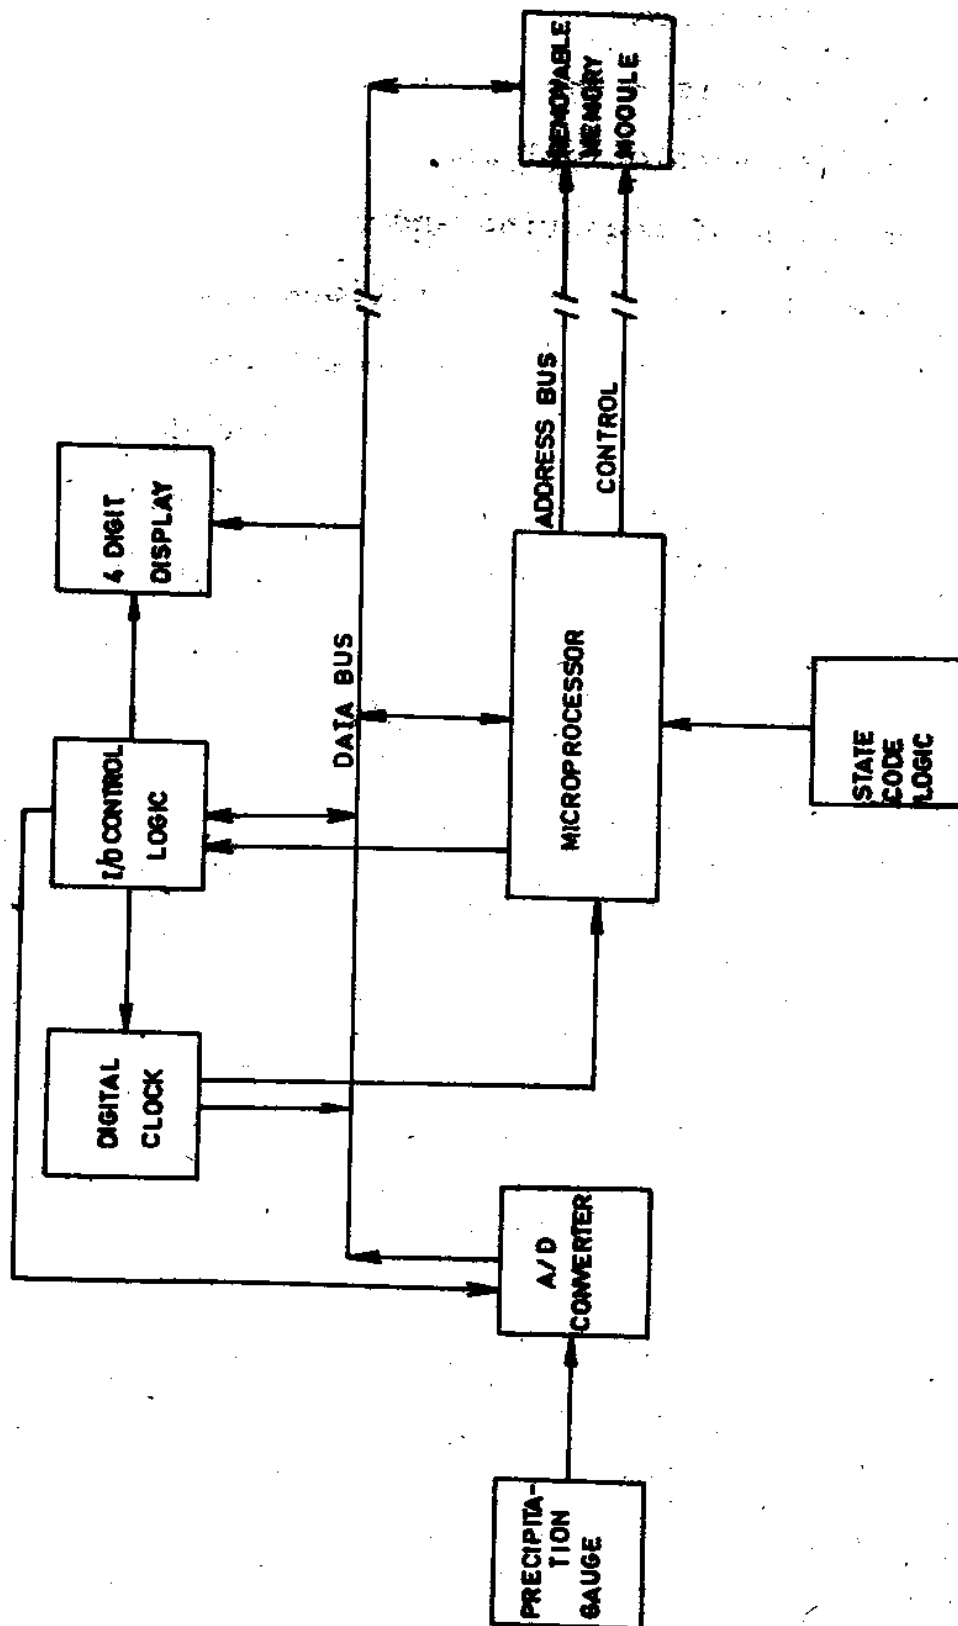 4 DIGIT
DISPLAY
I/O CONTROL
LOGIC
DIGITAL
CLOCK
DATA BUS
REMOVABLE
MEMORY
MODULE
ADDRESS BUS
CONTROL
MICROPROCESSOR
STATE
CODE
LOGIC
A/D
CONVERTER
PRECIPITA-
TION
GAUGE